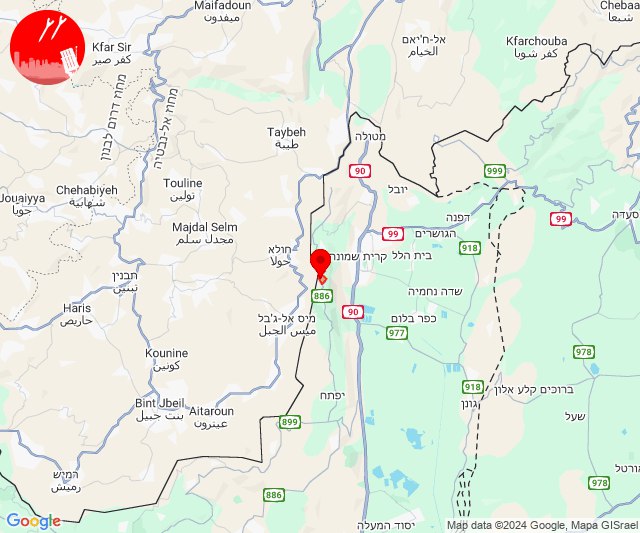 Maifadoun
ميفدون
Chebaa
شبعا
Kfar Sir
كفر صير
אל-ח'יאם
الخيام
Kfarchouba
كفر شوبا
מחוז דרום לבנון
מחוז אל-נבטיה
Taybeh
طيبة
מטולה
90
999
Touline
تولين
יובל
Chehabiyeh
شهابية
Jouaiyya
جويا
99
דפנה
99
סעדה
Majdal Selm
مجدل سلم
הגושרים
918
חולא
حولا
קרית שמונה
בית הלל
תבנין
تبنين
886
שדה נחמיה
Haris
حاريص
מיס אל-ג'בל
ميس الجبل
90
כפר בלום
977
Kounine
كونين
978
918
ברוכים קלע אלון
גונן
יפתח
Bint Jbeil
بنت جبيل
Aitaroun
عيترون
899
שעל
רמיש
رميش
978
886
יסוד המעלה
Google
Map data ©2024 Google, Mapa GISrael